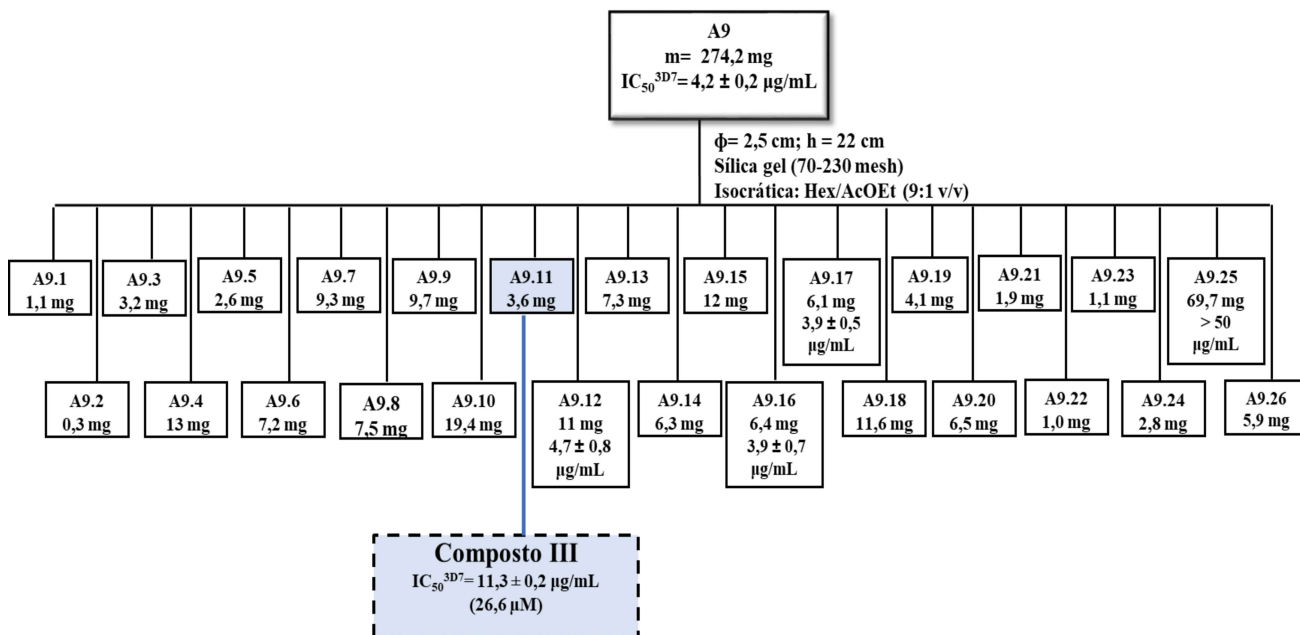 A9
m= 274,2 mg
IC₅₀³ᴰ⁷= 4,2 ± 0,2 µg/mL
ϕ= 2,5 cm; h = 22 cm
Sílica gel (70-230 mesh)
Isocrática: Hex/AcOEt (9:1 v/v)
A9.1
1,1 mg
A9.3
3,2 mg
A9.5
2,6 mg
A9.7
9,3 mg
A9.9
9,7 mg
A9.11
3,6 mg
A9.13
7,3 mg
A9.15
12 mg
A9.17
6,1 mg
3,9 ± 0,5
µg/mL
A9.19
4,1 mg
A9.21
1,9 mg
A9.23
1,1 mg
A9.25
69,7 mg
> 50
µg/mL
A9.2
0,3 mg
A9.4
13 mg
A9.6
7,2 mg
A9.8
7,5 mg
A9.10
19,4 mg
A9.12
11 mg
4,7 ± 0,8
µg/mL
A9.14
6,3 mg
A9.16
6,4 mg
3,9 ± 0,7
µg/mL
A9.18
11,6 mg
A9.20
6,5 mg
A9.22
1,0 mg
A9.24
2,8 mg
A9.26
5,9 mg
Composto III
IC₅₀³ᴰ⁷= 11,3 ± 0,2 µg/mL
(26,6 µM)